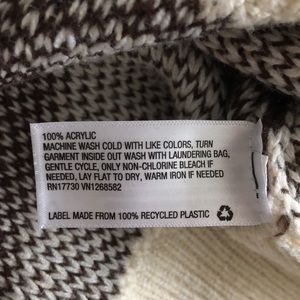 100% ACRYLIC
MACHINE WASH COLD WITH LIKE COLORS, TURN
GARMENT INSIDE OUT WASH WITH LAUNDERING BAG,
GENTLE CYCLE, ONLY NON-CHLORINE BLEACH IF
NEEDED, LAY FLAT TO DRY, WARM IRON IF NEEDED
RN17730 VN1268582
LABEL MADE FROM 100% RECYCLED PLASTIC